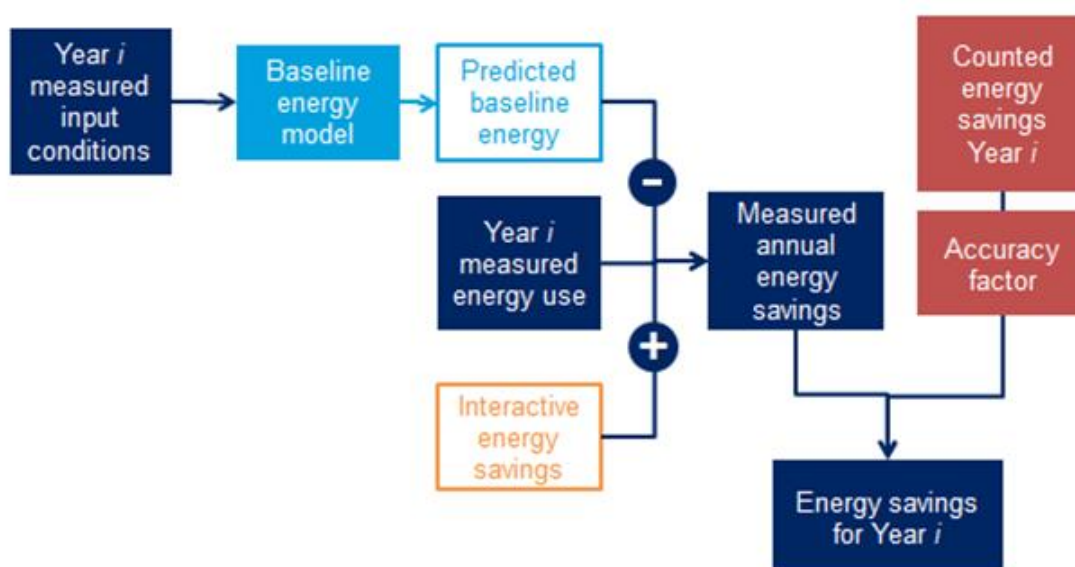 Year i
measured
input
conditions
Baseline
energy
model
Predicted
baseline
energy
Counted
energy
savings
Year i
-
Year i
measured
energy use
Measured
annual
energy
savings
Accuracy
factor
+
Interactive
energy
savings
Energy savings
for Year i